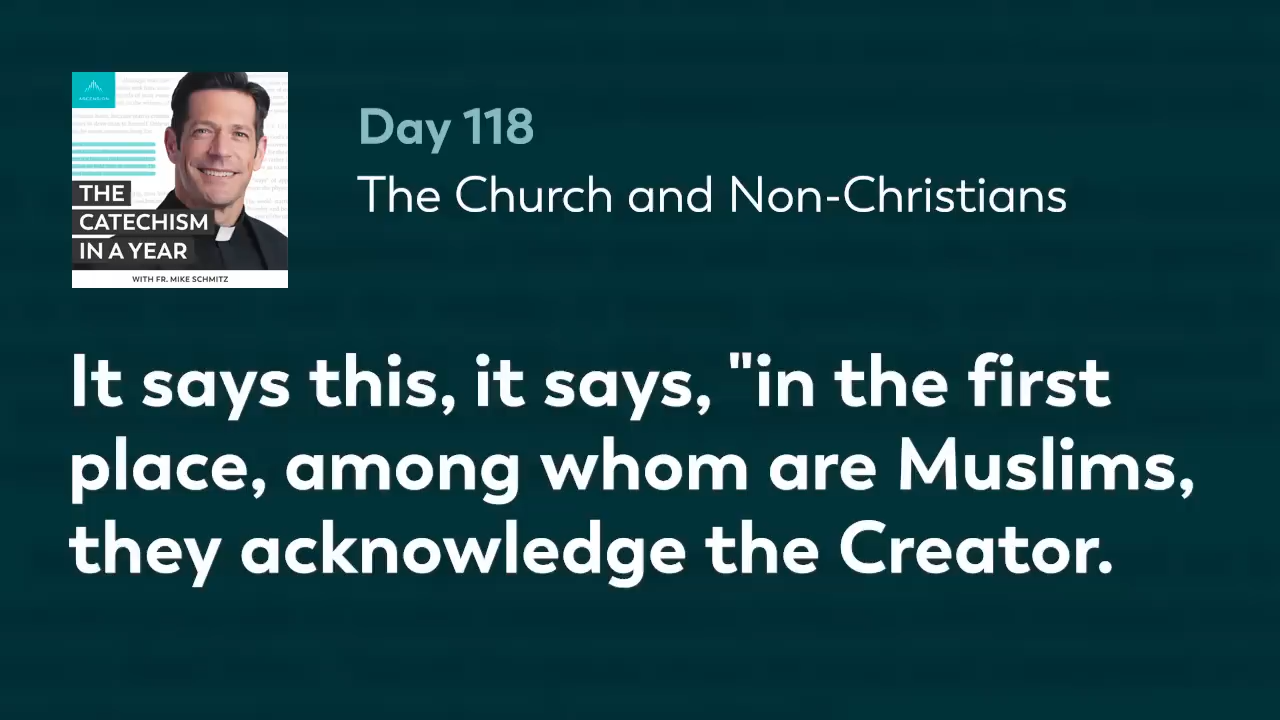 ASCENSION
THE
CATECHISM
IN A YEAR
WITH FR. MIKE SCHMITZ
Day 118
The Church and Non-Christians
It says this, it says, "in the first
place, among whom are Muslims,
they acknowledge the Creator.